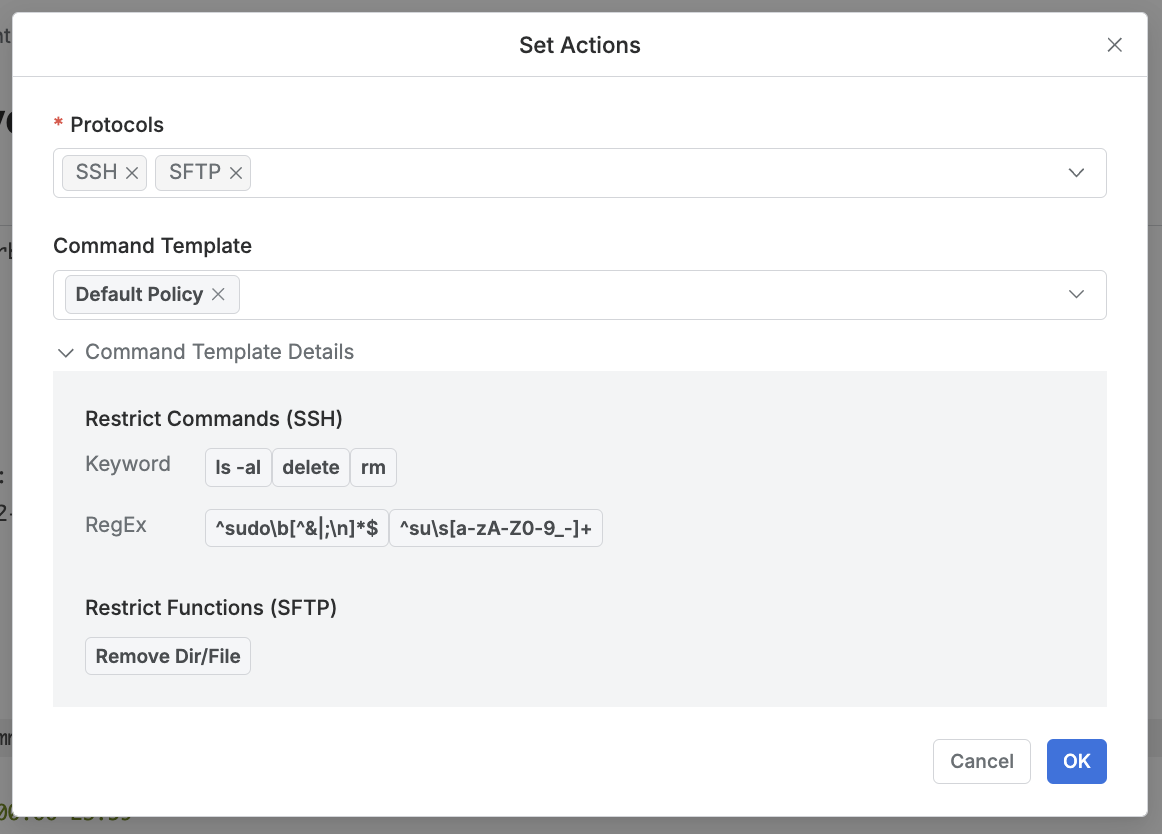 Set Actions
* Protocols
SSH SFTP
Command Template
Default Policy
Command Template Details
Restrict Commands (SSH)
Keyword ls -al delete rm
RegEx ^sudo\b[^&|;\n]*$ ^su\s[a-zA-Z0-9_-]+
Restrict Functions (SFTP)
Remove Dir/File
Cancel OK